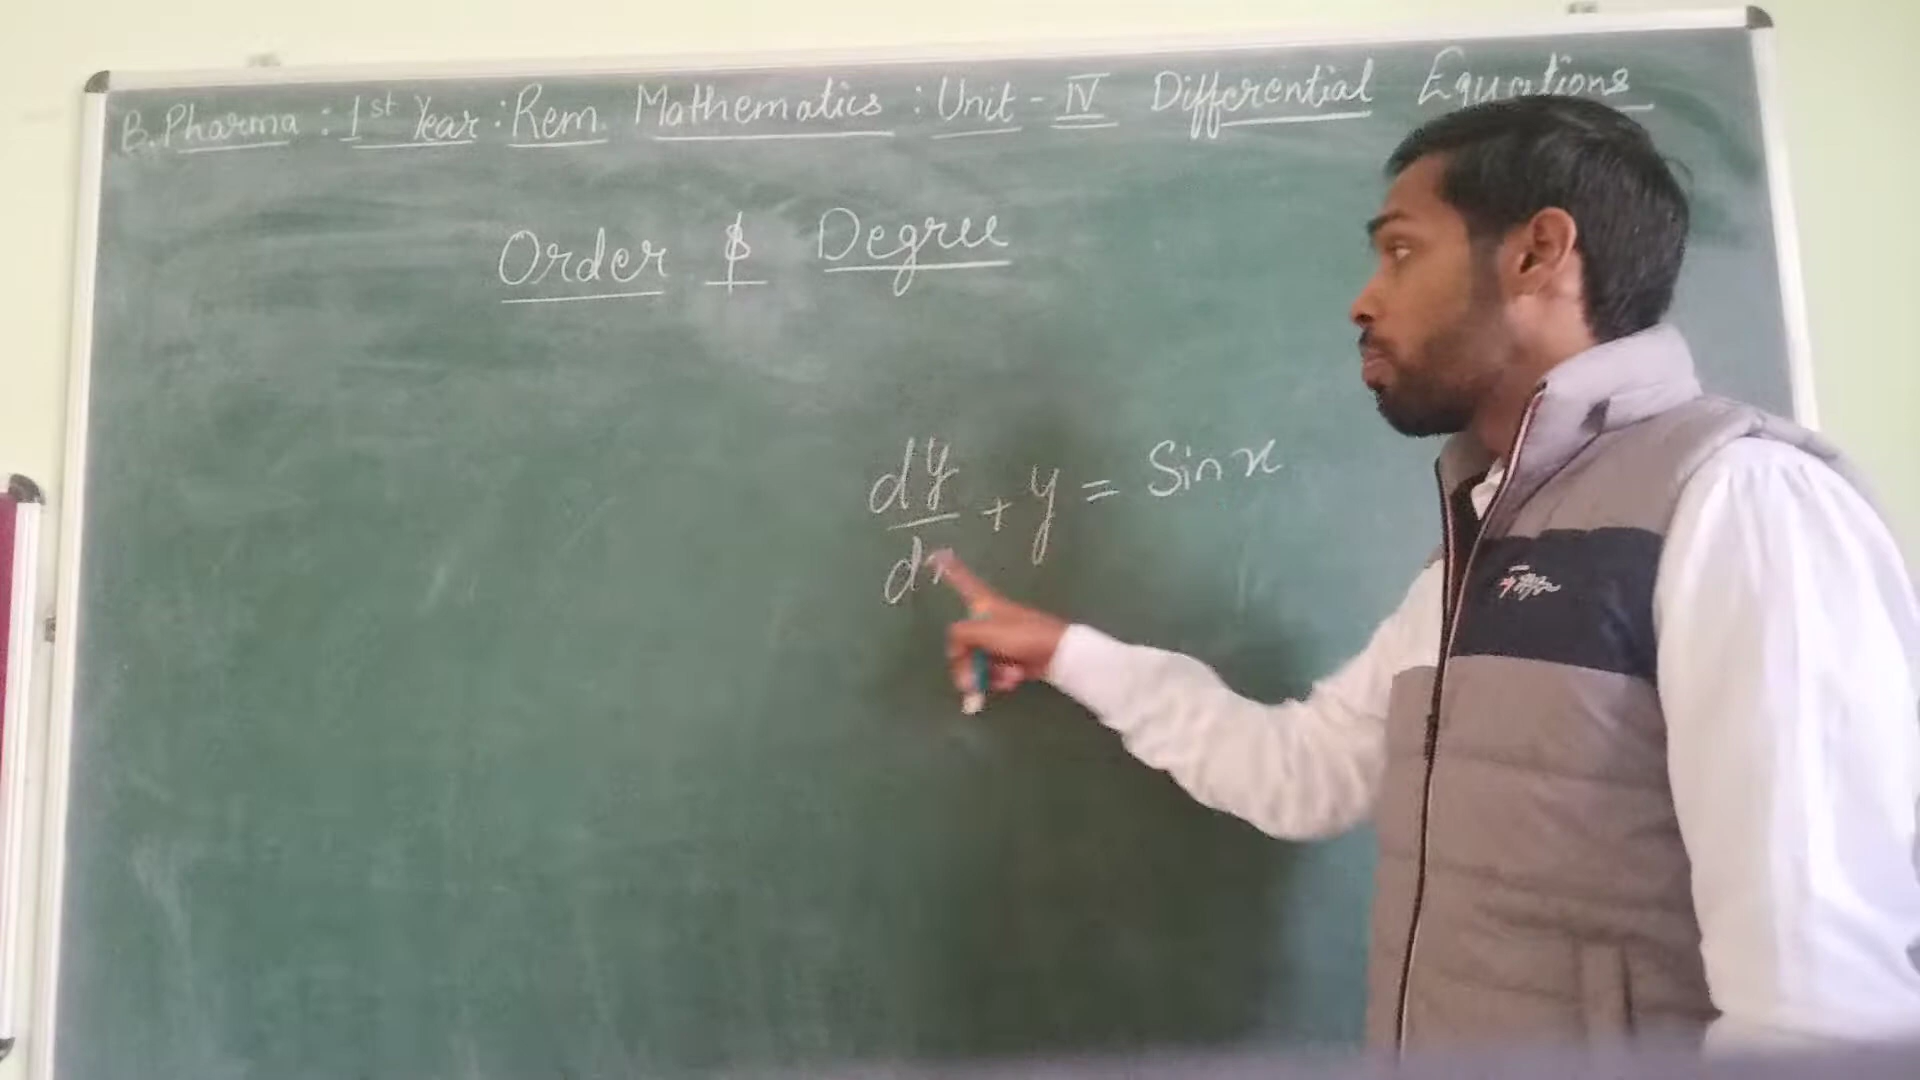 B. Pharma : 1st Year : Rem. Mathematics : Unit - IV Differential Equations
Order & Degree
dy/dx + y = Sin x